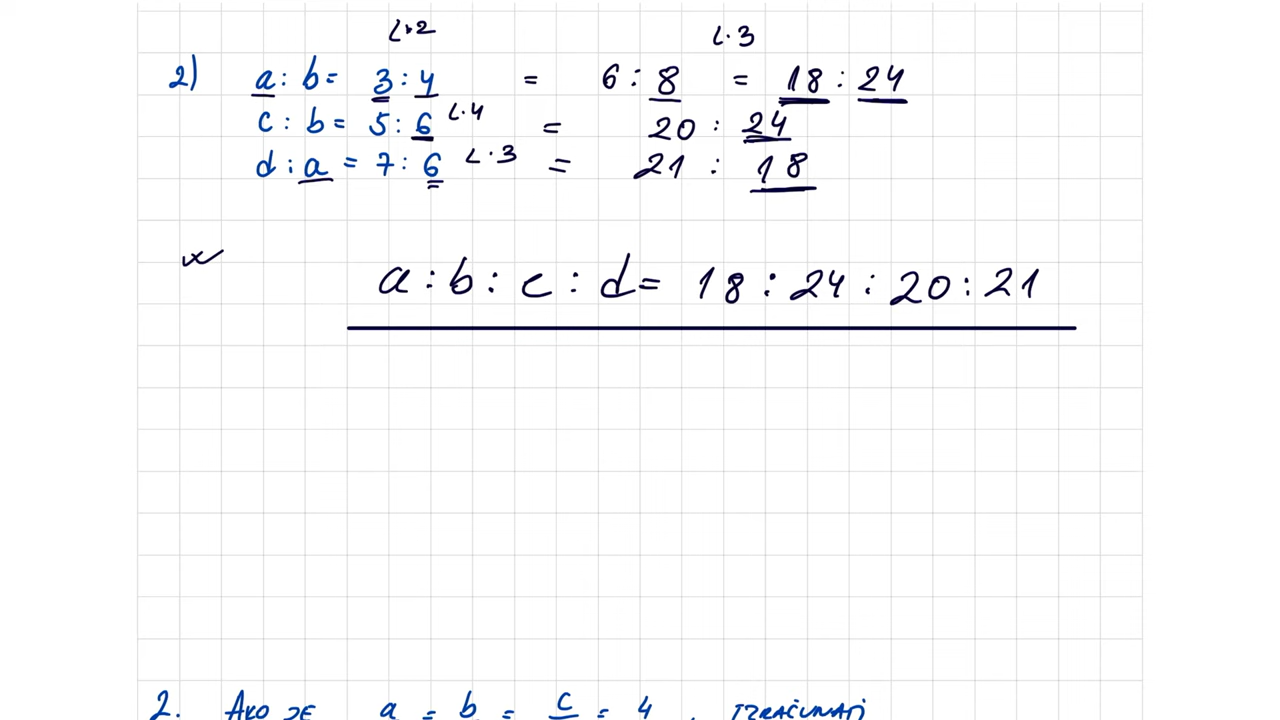 L·2 L·3
2) a : b = 3 : 4 = 6 : 8 = 18 : 24
c : b = 5 : 6 L·4 = 20 : 24
d : a = 7 : 6 L·3 = 21 : 18
a : b : c : d = 18 : 24 : 20 : 21
2. AKO JE a = b = c = 4, IZRAČUNATI